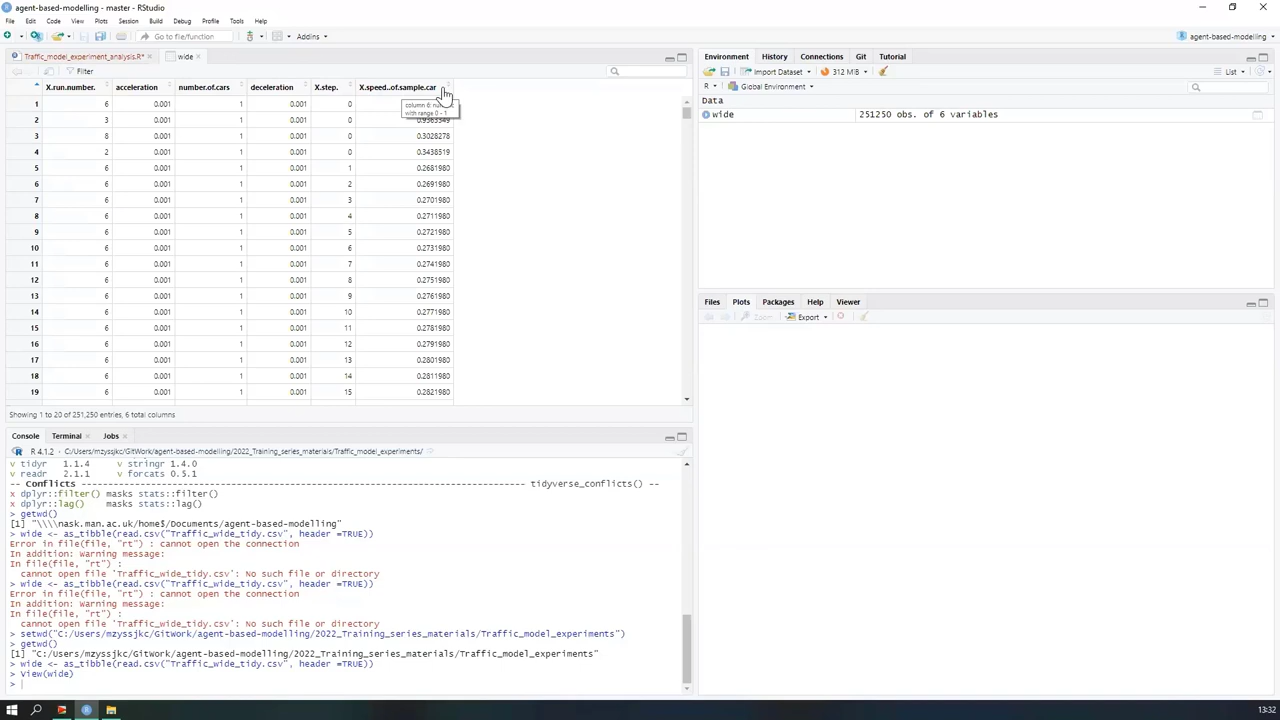 agent-based-modelling - master - RStudio
File Edit Code View Plots Session Build Debug Profile Tools Help
Go to file/function Addins agent-based-modelling
Traffic_model_experiment_analysis.R* wide
Filter
X.run.number. acceleration number.of.cars deceleration X.step. X.speed..of.sample.car
1 6 0.001 1 0.001 0
column 6:
with range 0 - 1
2 3 0.001 1 0.001 0
3 8 0.001 1 0.001 0 0.3028278
4 2 0.001 1 0.001 0 0.3438519
5 6 0.001 1 0.001 1 0.2681980
6 6 0.001 1 0.001 2 0.2691980
7 6 0.001 1 0.001 3 0.2701980
8 6 0.001 1 0.001 4 0.2711980
9 6 0.001 1 0.001 5 0.2721980
10 6 0.001 1 0.001 6 0.2731980
11 6 0.001 1 0.001 7 0.2741980
12 6 0.001 1 0.001 8 0.2751980
13 6 0.001 1 0.001 9 0.2761980
14 6 0.001 1 0.001 10 0.2771980
15 6 0.001 1 0.001 11 0.2781980
16 6 0.001 1 0.001 12 0.2791980
17 6 0.001 1 0.001 13 0.2801980
18 6 0.001 1 0.001 14 0.2811980
19 6 0.001 1 0.001 15 0.2821980
Showing 1 to 20 of 251,250 entries, 6 total columns
Console Terminal Jobs
R 4.1.2 · C:/Users/mzyssjkc/GitWork/agent-based-modelling/2022_Training_series_materials/Traffic_model_experiments/
v tidyr 1.1.4 v stringr 1.4.0
v readr 2.1.1 v forcats 0.5.1
-- Conflicts ---------- tidyverse_conflicts() --
x dplyr::filter() masks stats::filter()
x dplyr::lag() masks stats::lag()
> getwd()
[1] "\\\\nask.man.ac.uk/home$/Documents/agent-based-modelling"
> wide <- as_tibble(read.csv("Traffic_wide_tidy.csv", header =TRUE))
Error in file(file, "rt") : cannot open the connection
In addition: Warning message:
In file(file, "rt") :
cannot open file 'Traffic_wide_tidy.csv': No such file or directory
> wide <- as_tibble(read.csv("Traffic_wide_tidy.csv", header =TRUE))
Error in file(file, "rt") : cannot open the connection
In addition: Warning message:
In file(file, "rt") :
cannot open file 'Traffic_wide_tidy.csv': No such file or directory
> setwd("C:/Users/mzyssjkc/GitWork/agent-based-modelling/2022_Training_series_materials/Traffic_model_experiments")
> getwd()
[1] "C:/Users/mzyssjkc/GitWork/agent-based-modelling/2022_Training_series_materials/Traffic_model_experiments"
> wide <- as_tibble(read.csv("Traffic_wide_tidy.csv", header =TRUE))
> View(wide)
>
Environment History Connections Git Tutorial
Import Dataset 312 MiB List
R Global Environment
Data
wide 251250 obs. of 6 variables
Files Plots Packages Help Viewer
Zoom Export
13:32